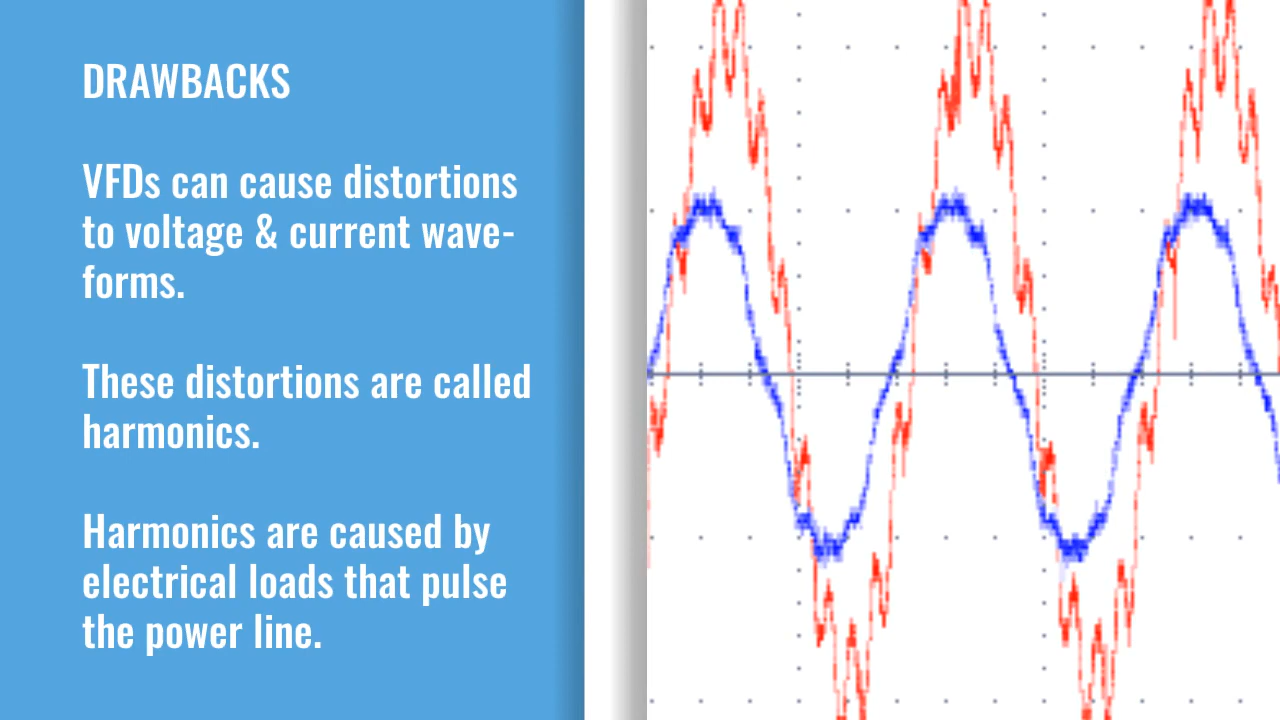 DRAWBACKS
VFDs can cause distortions
to voltage & current wave-
forms.
These distortions are called
harmonics.
Harmonics are caused by
electrical loads that pulse
the power line.